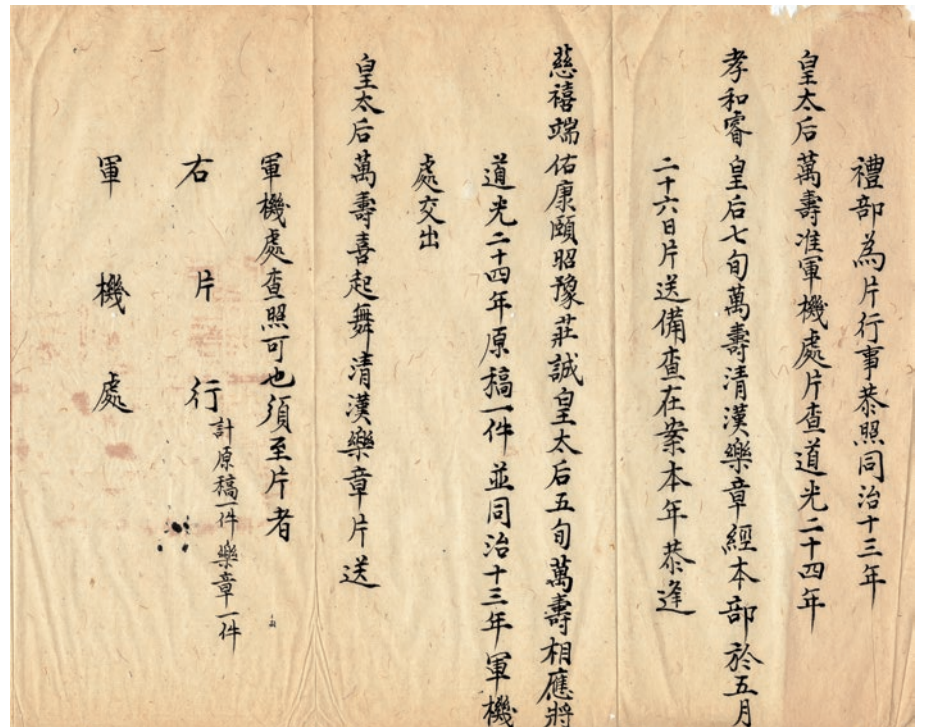 禮部為片行事恭照同治十三年
皇太后萬壽准軍機處片查道光二十四年
孝和睿皇后七旬萬壽清漢樂章經本部於五月
二十六日片送備查在案本年恭逢
慈禧端佑康頤昭豫莊誠皇太后五旬萬壽相應將
道光二十四年原稿一件並同治十三年軍機
處交出
皇太后萬壽喜起舞清漢樂章片送
軍機處查照可也須至片者
右片行
計原稿一件樂章一件
軍機處